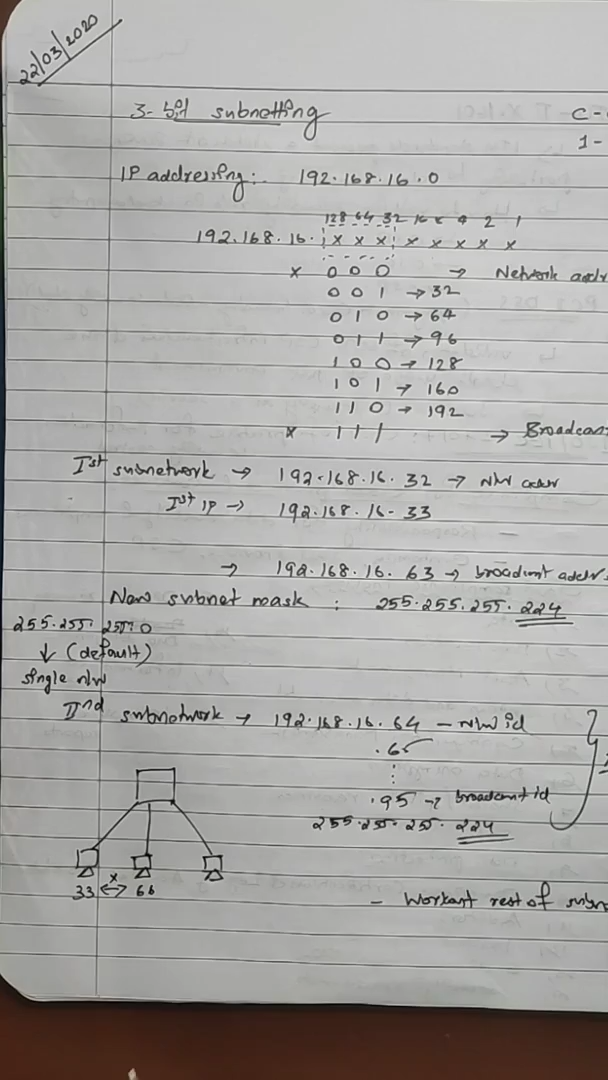 22/03/2020
3-bit subnetting
C-
1-
IP addressing:- 192.168.16.0
128 64 32 16 8 4 2 1
192.168.16. x x x x x x x x
x 0 0 0 → Network addr
0 0 1 → 32
0 1 0 → 64
0 1 1 → 96
1 0 0 → 128
1 0 1 → 160
1 1 0 → 192
x 1 1 1 → Broadcas
Ist subnetwork → 192.168.16.32 → N/W addr
Ist IP → 192.168.16.33
→ 192.168.16.63 → broadcast addr.
New subnet mask : 255.255.255.224
255.255.255.0
↓ (default)
single n/w
IInd subnetwork → 192.168.16.64 - n/w id
.65
.95 → broadcast id
255.255.255.224
33 x ↔ 66
- Workout rest of subn